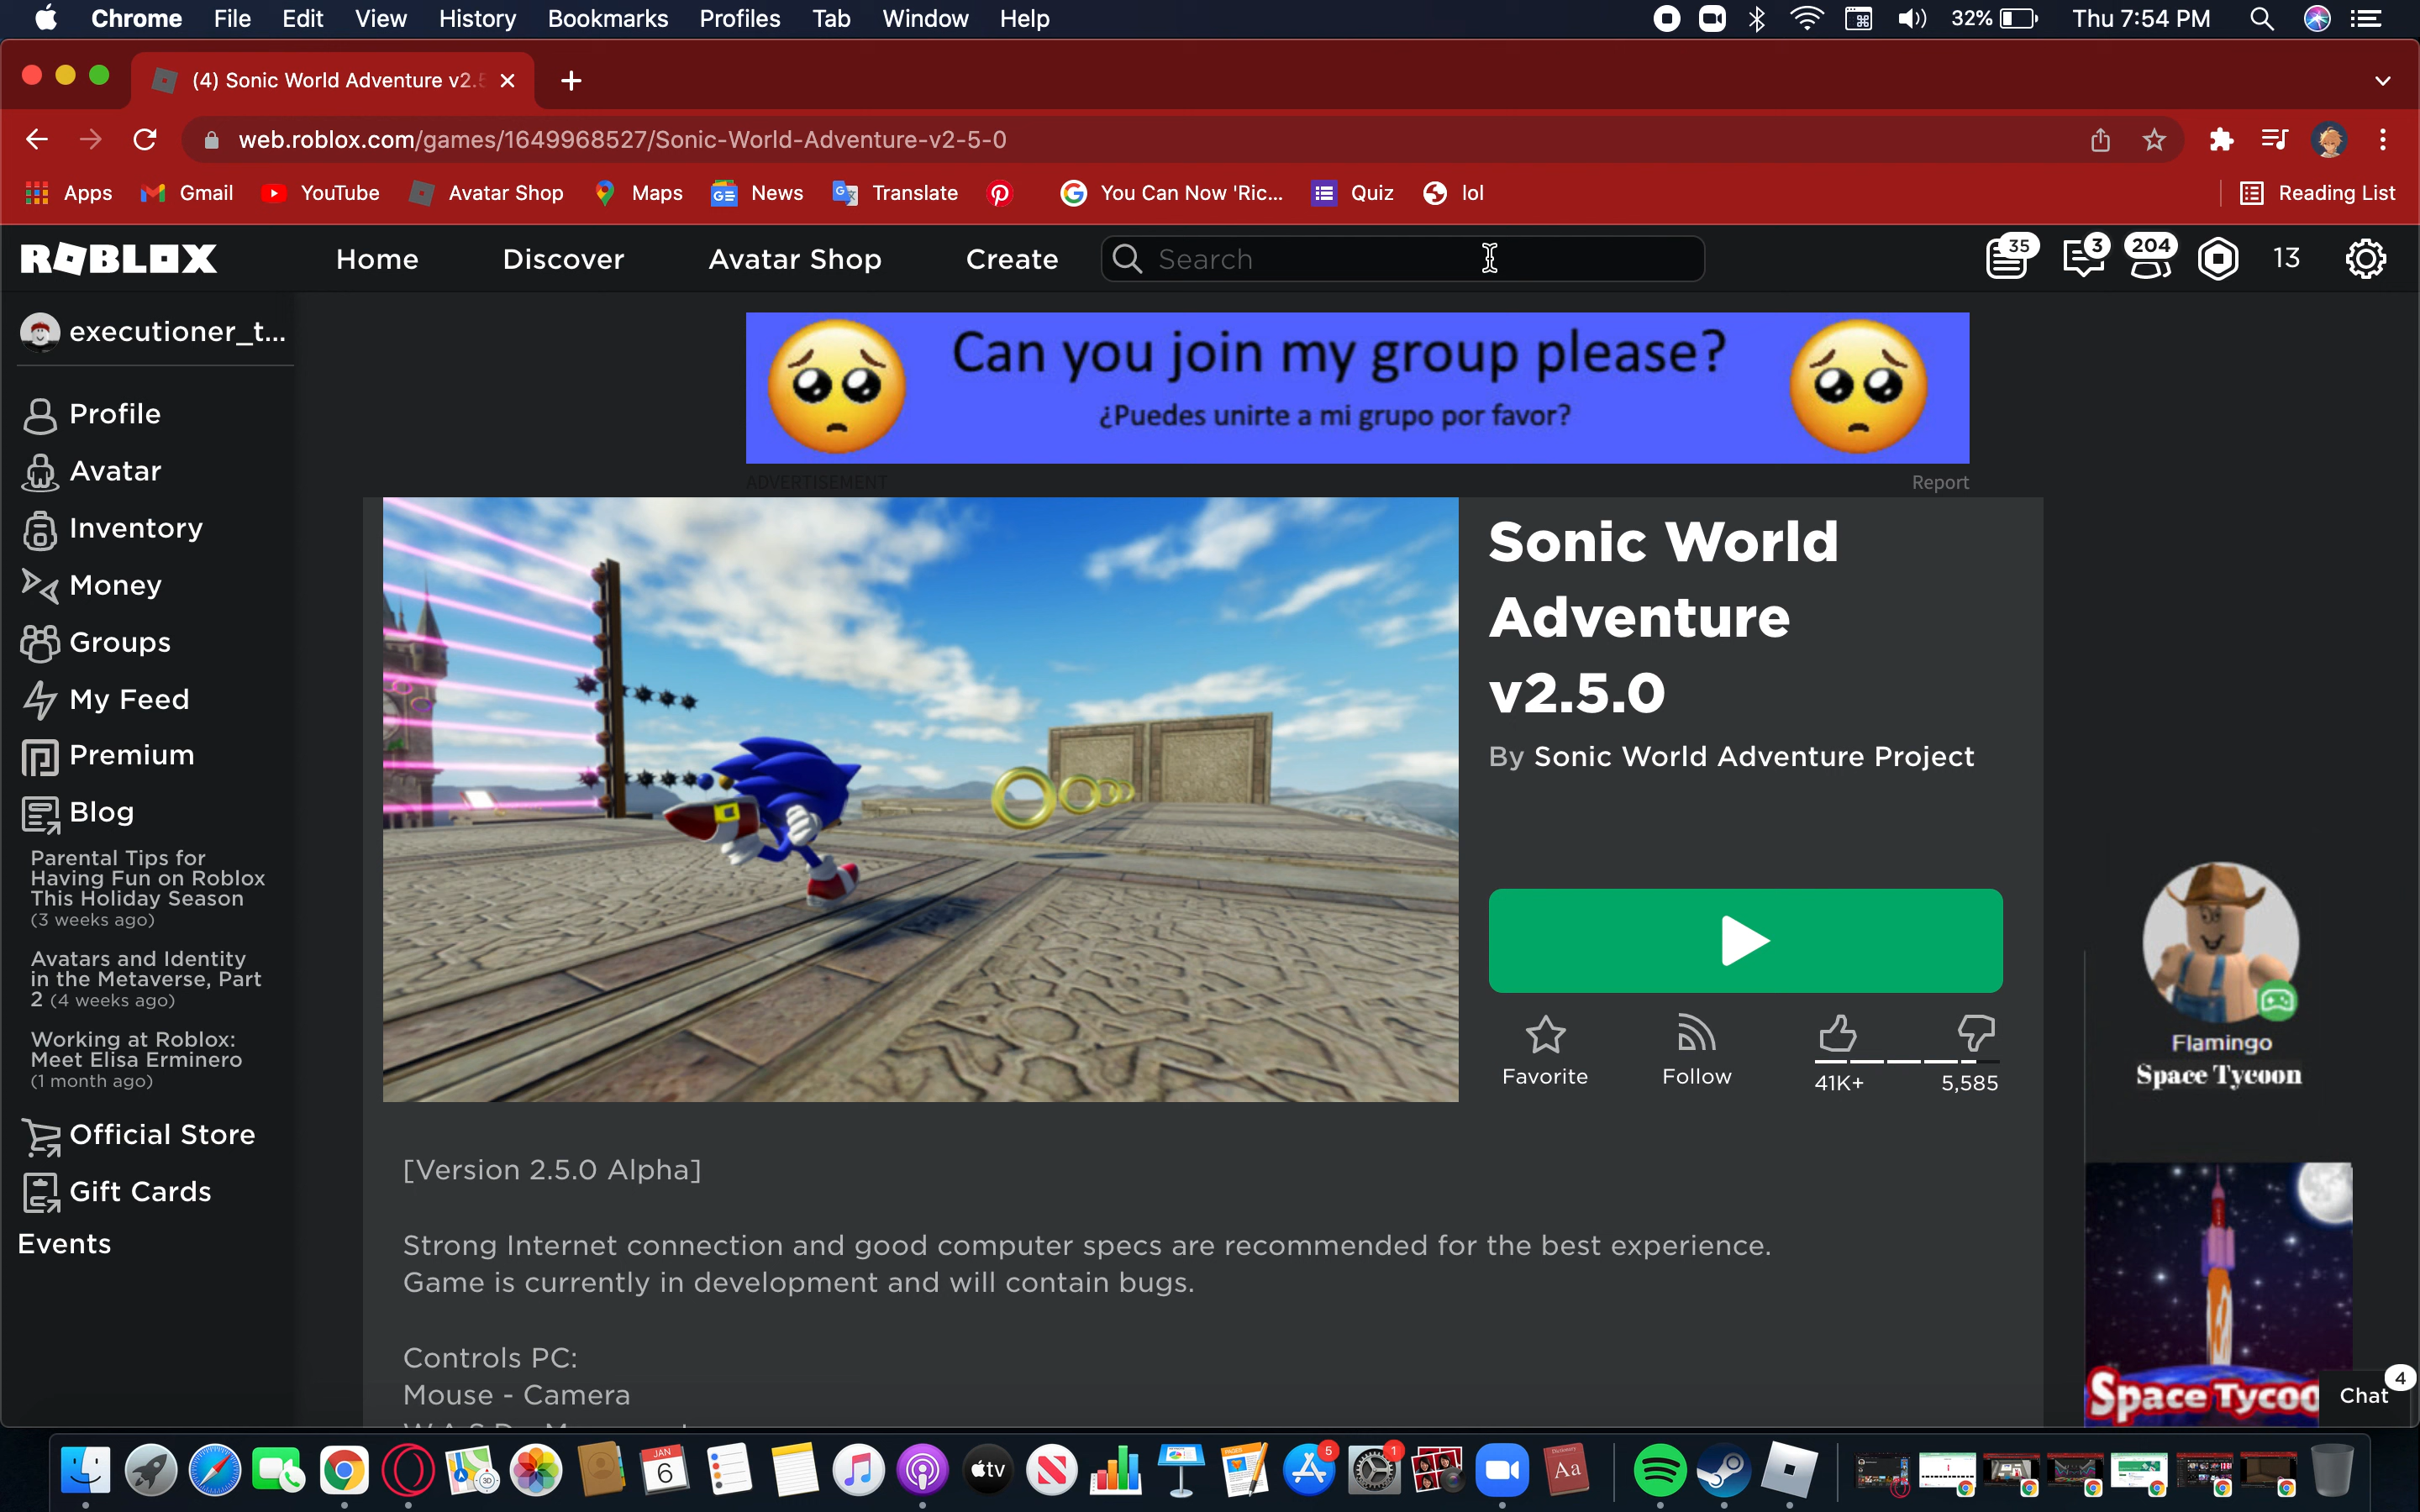 Chrome File Edit View History Bookmarks Profiles Tab Window Help 32% Thu 7:54 PM
(4) Sonic World Adventure v2.5
web.roblox.com/games/1649968527/Sonic-World-Adventure-v2-5-0
Apps Gmail YouTube Avatar Shop Maps News Translate You Can Now 'Ric... Quiz lol Reading List
ROBLOX Home Discover Avatar Shop Create Search 35 3 204 13
executioner_t...
Profile
Avatar
Inventory
Money
Groups
My Feed
Premium
Blog
Parental Tips for
Having Fun on Roblox
This Holiday Season
(3 weeks ago)
Avatars and Identity
in the Metaverse, Part
2 (4 weeks ago)
Working at Roblox:
Meet Elisa Erminero
(1 month ago)
Official Store
Gift Cards
Events
Can you join my group please?
¿Puedes unirte a mi grupo por favor?
ADVERTISEMENT Report
Sonic World
Adventure
v2.5.0
By Sonic World Adventure Project
Favorite Follow 41K+ 5,585
[Version 2.5.0 Alpha]
Strong Internet connection and good computer specs are recommended for the best experience.
Game is currently in development and will contain bugs.
Controls PC:
Mouse - Camera
Flamingo
Space Tycoon
Space Tycoo
Chat 4
JAN
6
3D
tv
PAGES
5
1
Dictionary
Aa